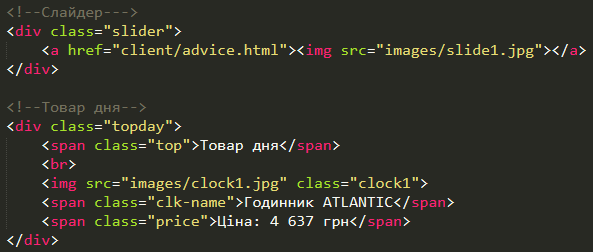 <!--Слайдер--->
<div class="slider">
    <a href="client/advice.html"><img src="images/slide1.jpg"></a>
</div>

<!--Товар дня-->
<div class="topday">
    <span class="top">Товар дня</span>
    <br>
    <img src="images/clock1.jpg" class="clock1">
    <span class="clk-name">Годинник ATLANTIC</span>
    <span class="price">Ціна: 4 637 грн</span>
</div>